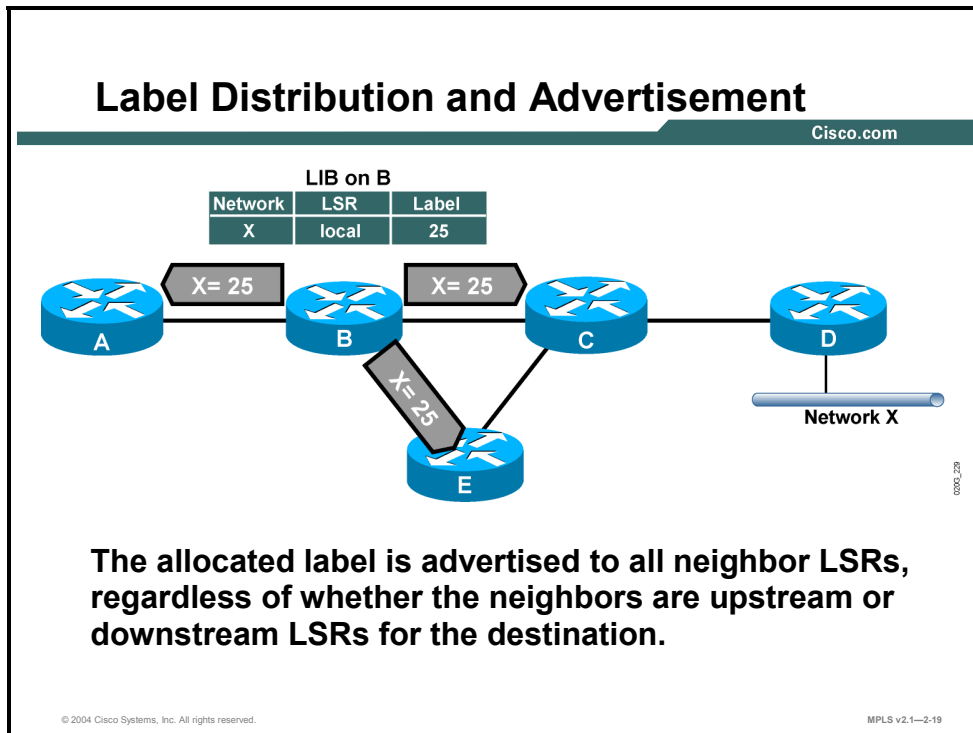 Label Distribution and Advertisement
Cisco.com
LIB on B
Network LSR Label
X local 25
X= 25
X= 25
A
B
C
D
X= 25
Network X
E
020G_229
The allocated label is advertised to all neighbor LSRs,
regardless of whether the neighbors are upstream or
downstream LSRs for the destination.
© 2004 Cisco Systems, Inc. All rights reserved.
MPLS v2.1—2-19